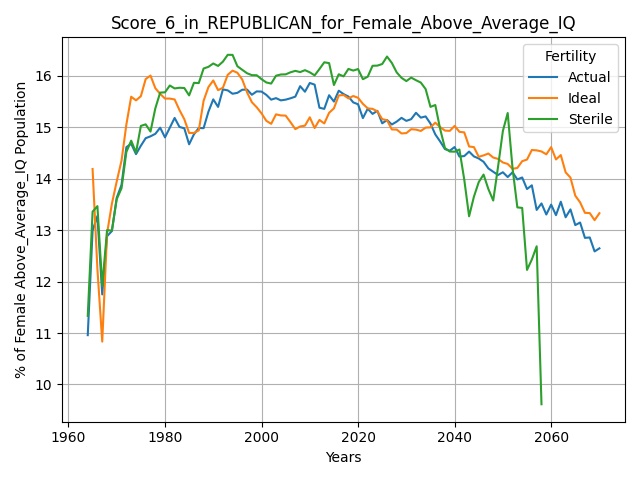 Score_6_in_REPUBLICAN_for_Female_Above_Average_IQ
% of Female Above_Average_IQ Population
16
15
14
13
12
11
10
Fertility
Actual
Ideal
Sterile
1960 1980 2000 2020 2040 2060
Years